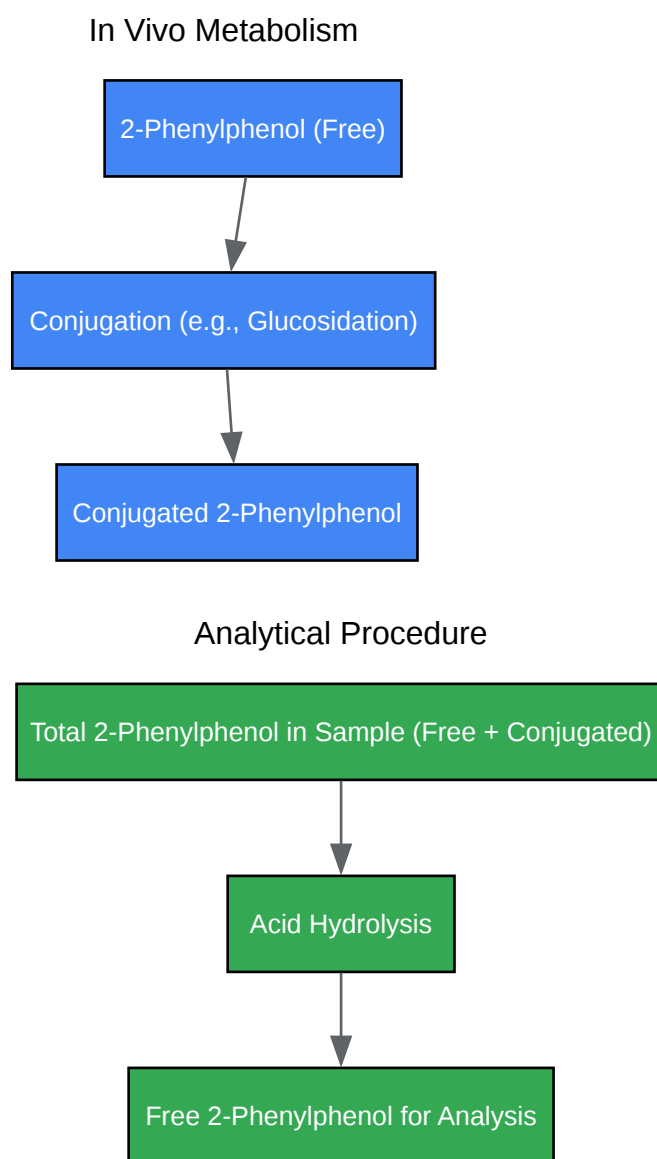 In Vivo Metabolism
2-Phenylphenol (Free)
Conjugation (e.g., Glucosidation)
Conjugated 2-Phenylphenol
Analytical Procedure
Total 2-Phenylphenol in Sample (Free + Conjugated)
Acid Hydrolysis
Free 2-Phenylphenol for Analysis